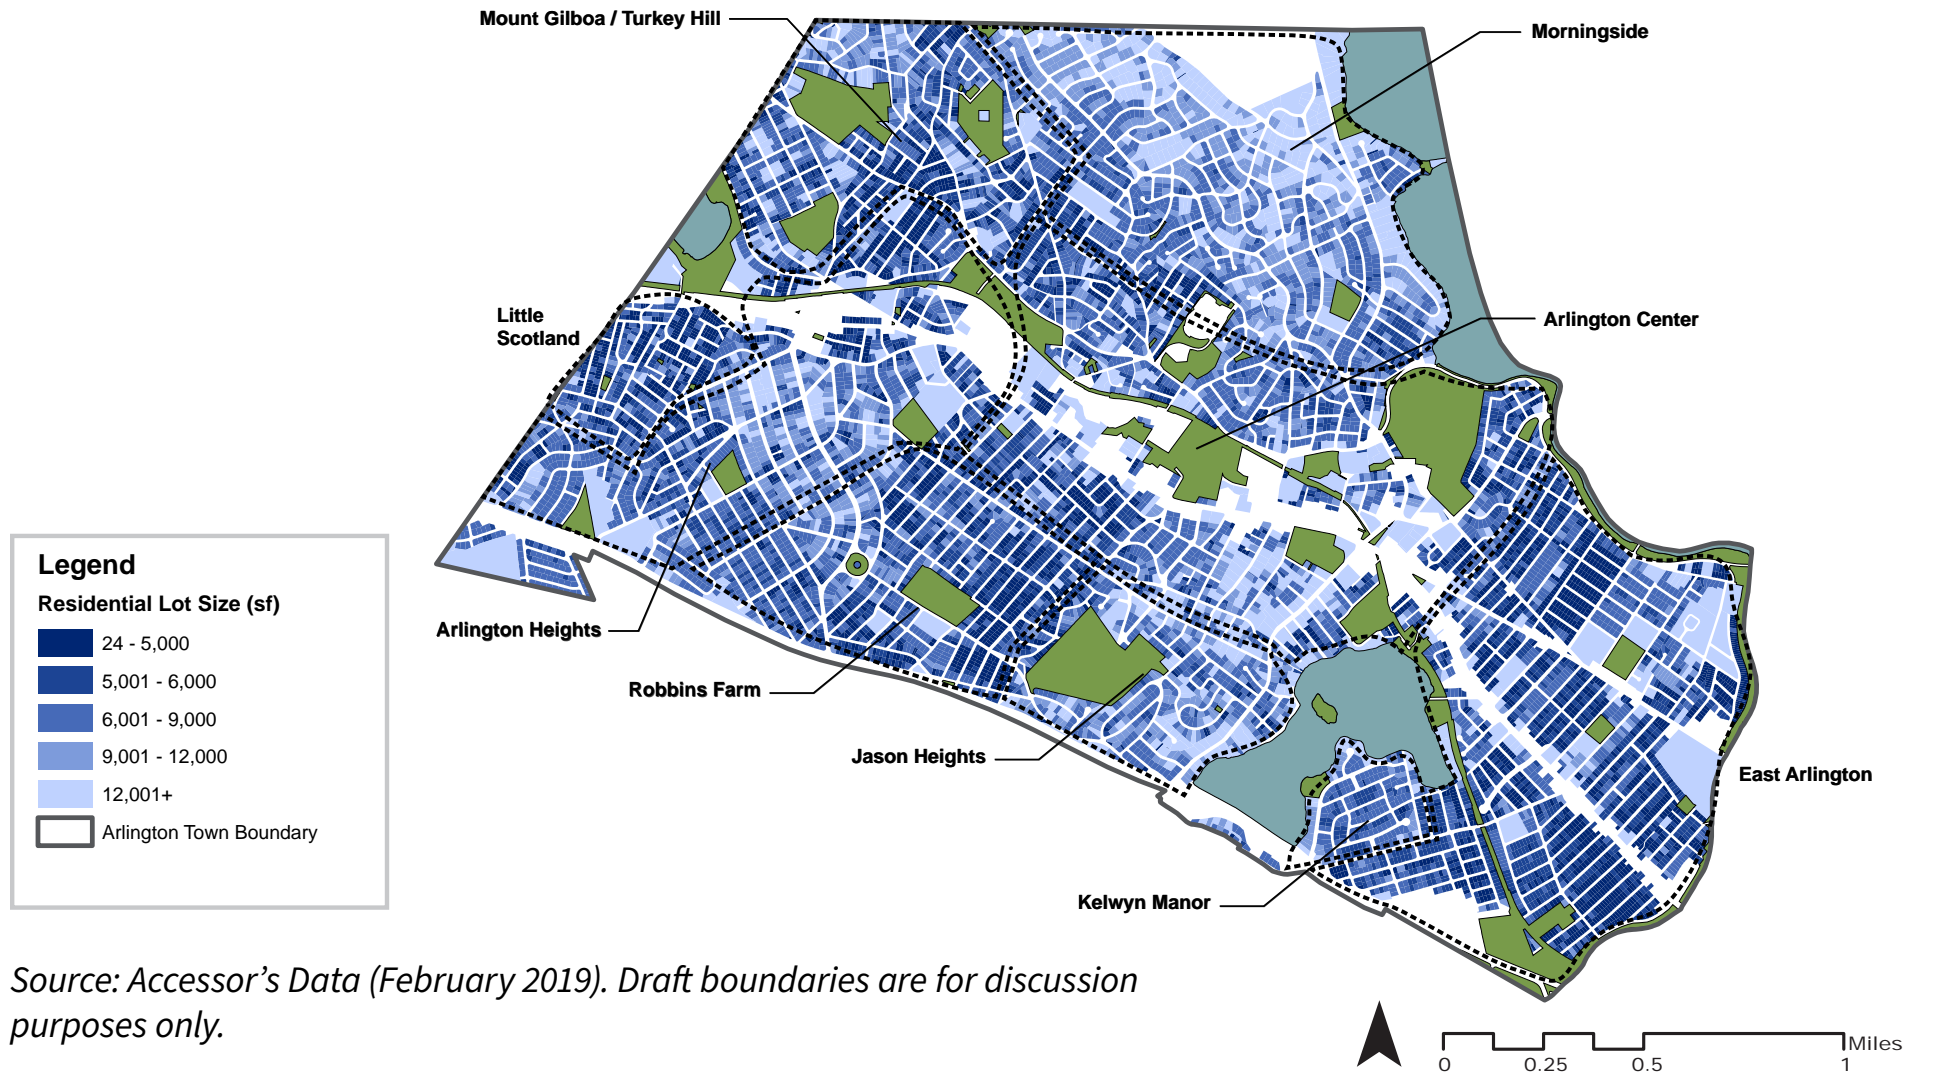 Mount Gilboa / Turkey Hill
Morningside
Little
Scotland
Arlington Center
Arlington Heights
Robbins Farm
Jason Heights
East Arlington
Kelwyn Manor
Legend
Residential Lot Size (sf)
24 - 5,000
5,001 - 6,000
6,001 - 9,000
9,001 - 12,000
12,001+
Arlington Town Boundary
Source: Accessor's Data (February 2019). Draft boundaries are for discussion
purposes only.
Miles
0 0.25 0.5 1